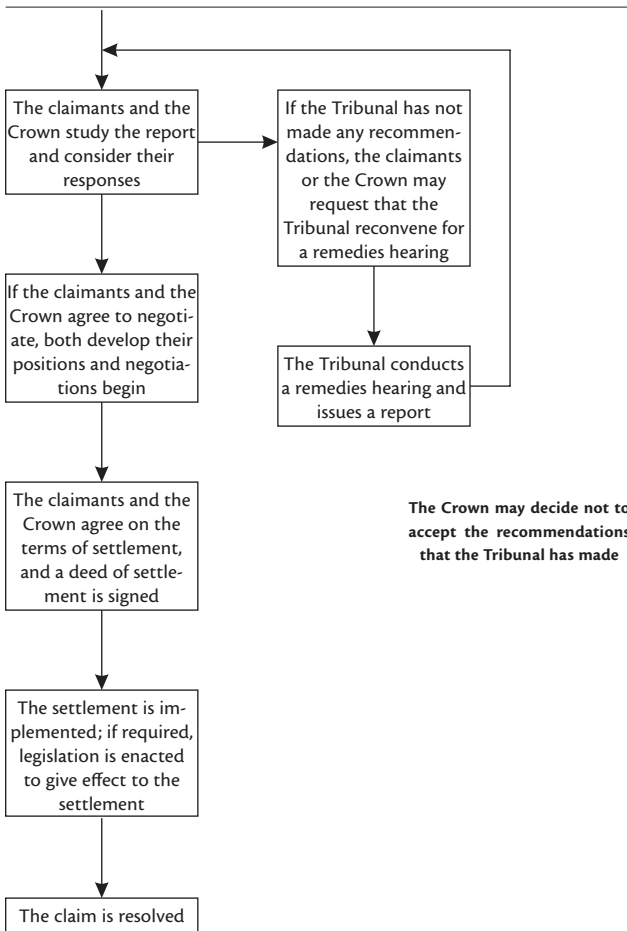 The claimants and the
Crown study the report
and consider their
responses
If the Tribunal has not
made any recommen-
dations, the claimants
or the Crown may
request that the
Tribunal reconvene for
a remedies hearing
If the claimants and the
Crown agree to negoti-
ate, both develop their
positions and negotia-
tions begin
The Tribunal conducts
a remedies hearing and
issues a report
The claimants and the
Crown agree on the
terms of settlement,
and a deed of settle-
ment is signed
The Crown may decide not to
accept the recommendations
that the Tribunal has made
The settlement is im-
plemented; if required,
legislation is enacted
to give effect to the
settlement
The claim is resolved